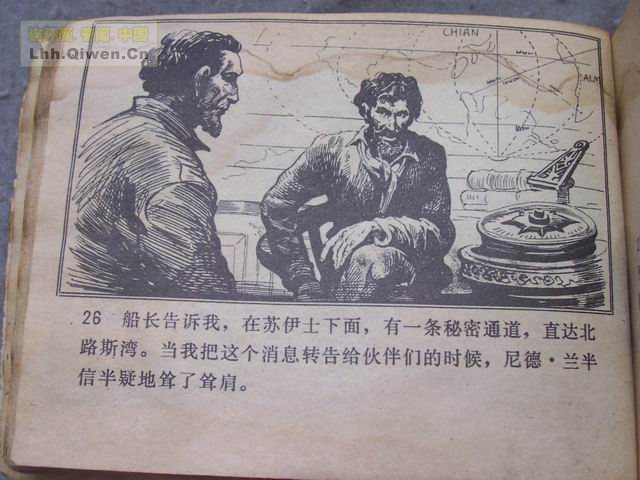 Lhh.Qiwen.Cn
CHIAN
ALM
26 船长告诉我，在苏伊士下面，有一条秘密通道，直达北
路斯湾。当我把这个消息转告给伙伴们的时候，尼德·兰半
信半疑地耸了耸肩。